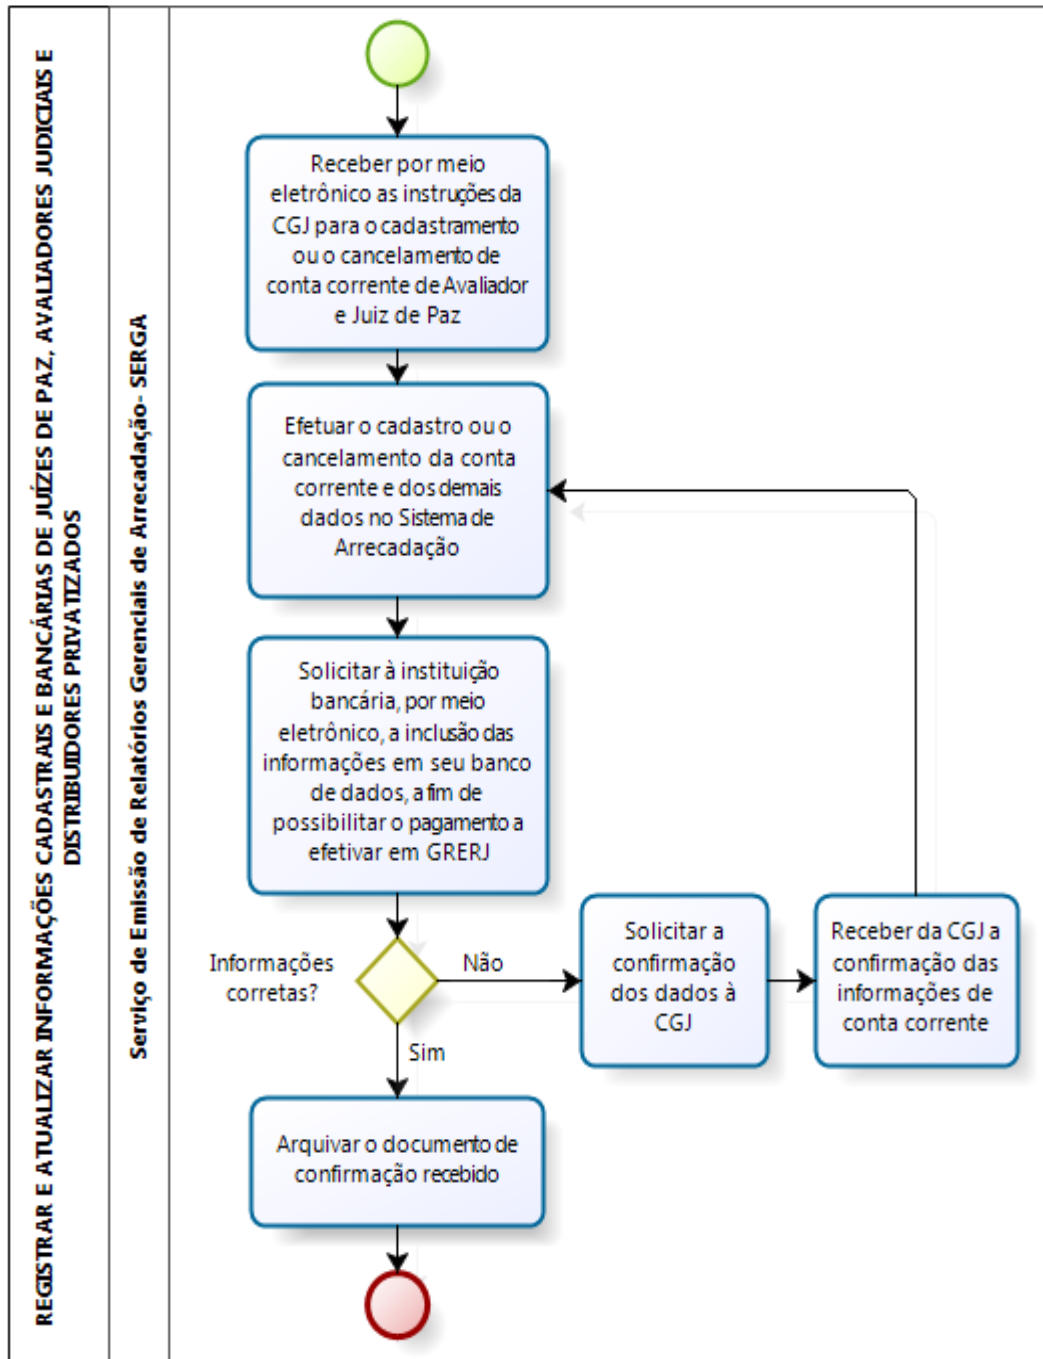 REGISTRAR E ATUALIZAR INFORMAÇÕES CADASTRAIS E BANCÁRIAS DE JUÍZES DE PAZ, AVALIADORES JUDICIAIS E
DISTRIBUIDORES PRIVATIZADOS
Serviço de Emissão de Relatórios Gerenciais de Arrecadação- SERGA
Receber por meio
eletrônico as instruções da
CGJ para o cadastramento
ou o cancelamento de
conta corrente de Avaliador
e Juiz de Paz
Efetuar o cadastro ou o
cancelamento da conta
corrente e dos demais
dados no Sistema de
Arrecadação
Solicitar à instituição
bancária, por meio
eletrônico, a inclusão das
informações em seu banco
de dados, a fim de
possibilitar o pagamento a
efetivar em GRERJ
Informações
corretas?
Não
Solicitar a
confirmação
dos dados à
CGJ
Receber da CGJ a
confirmação das
informações de
conta corrente
Sim
Arquivar o documento de
confirmação recebido